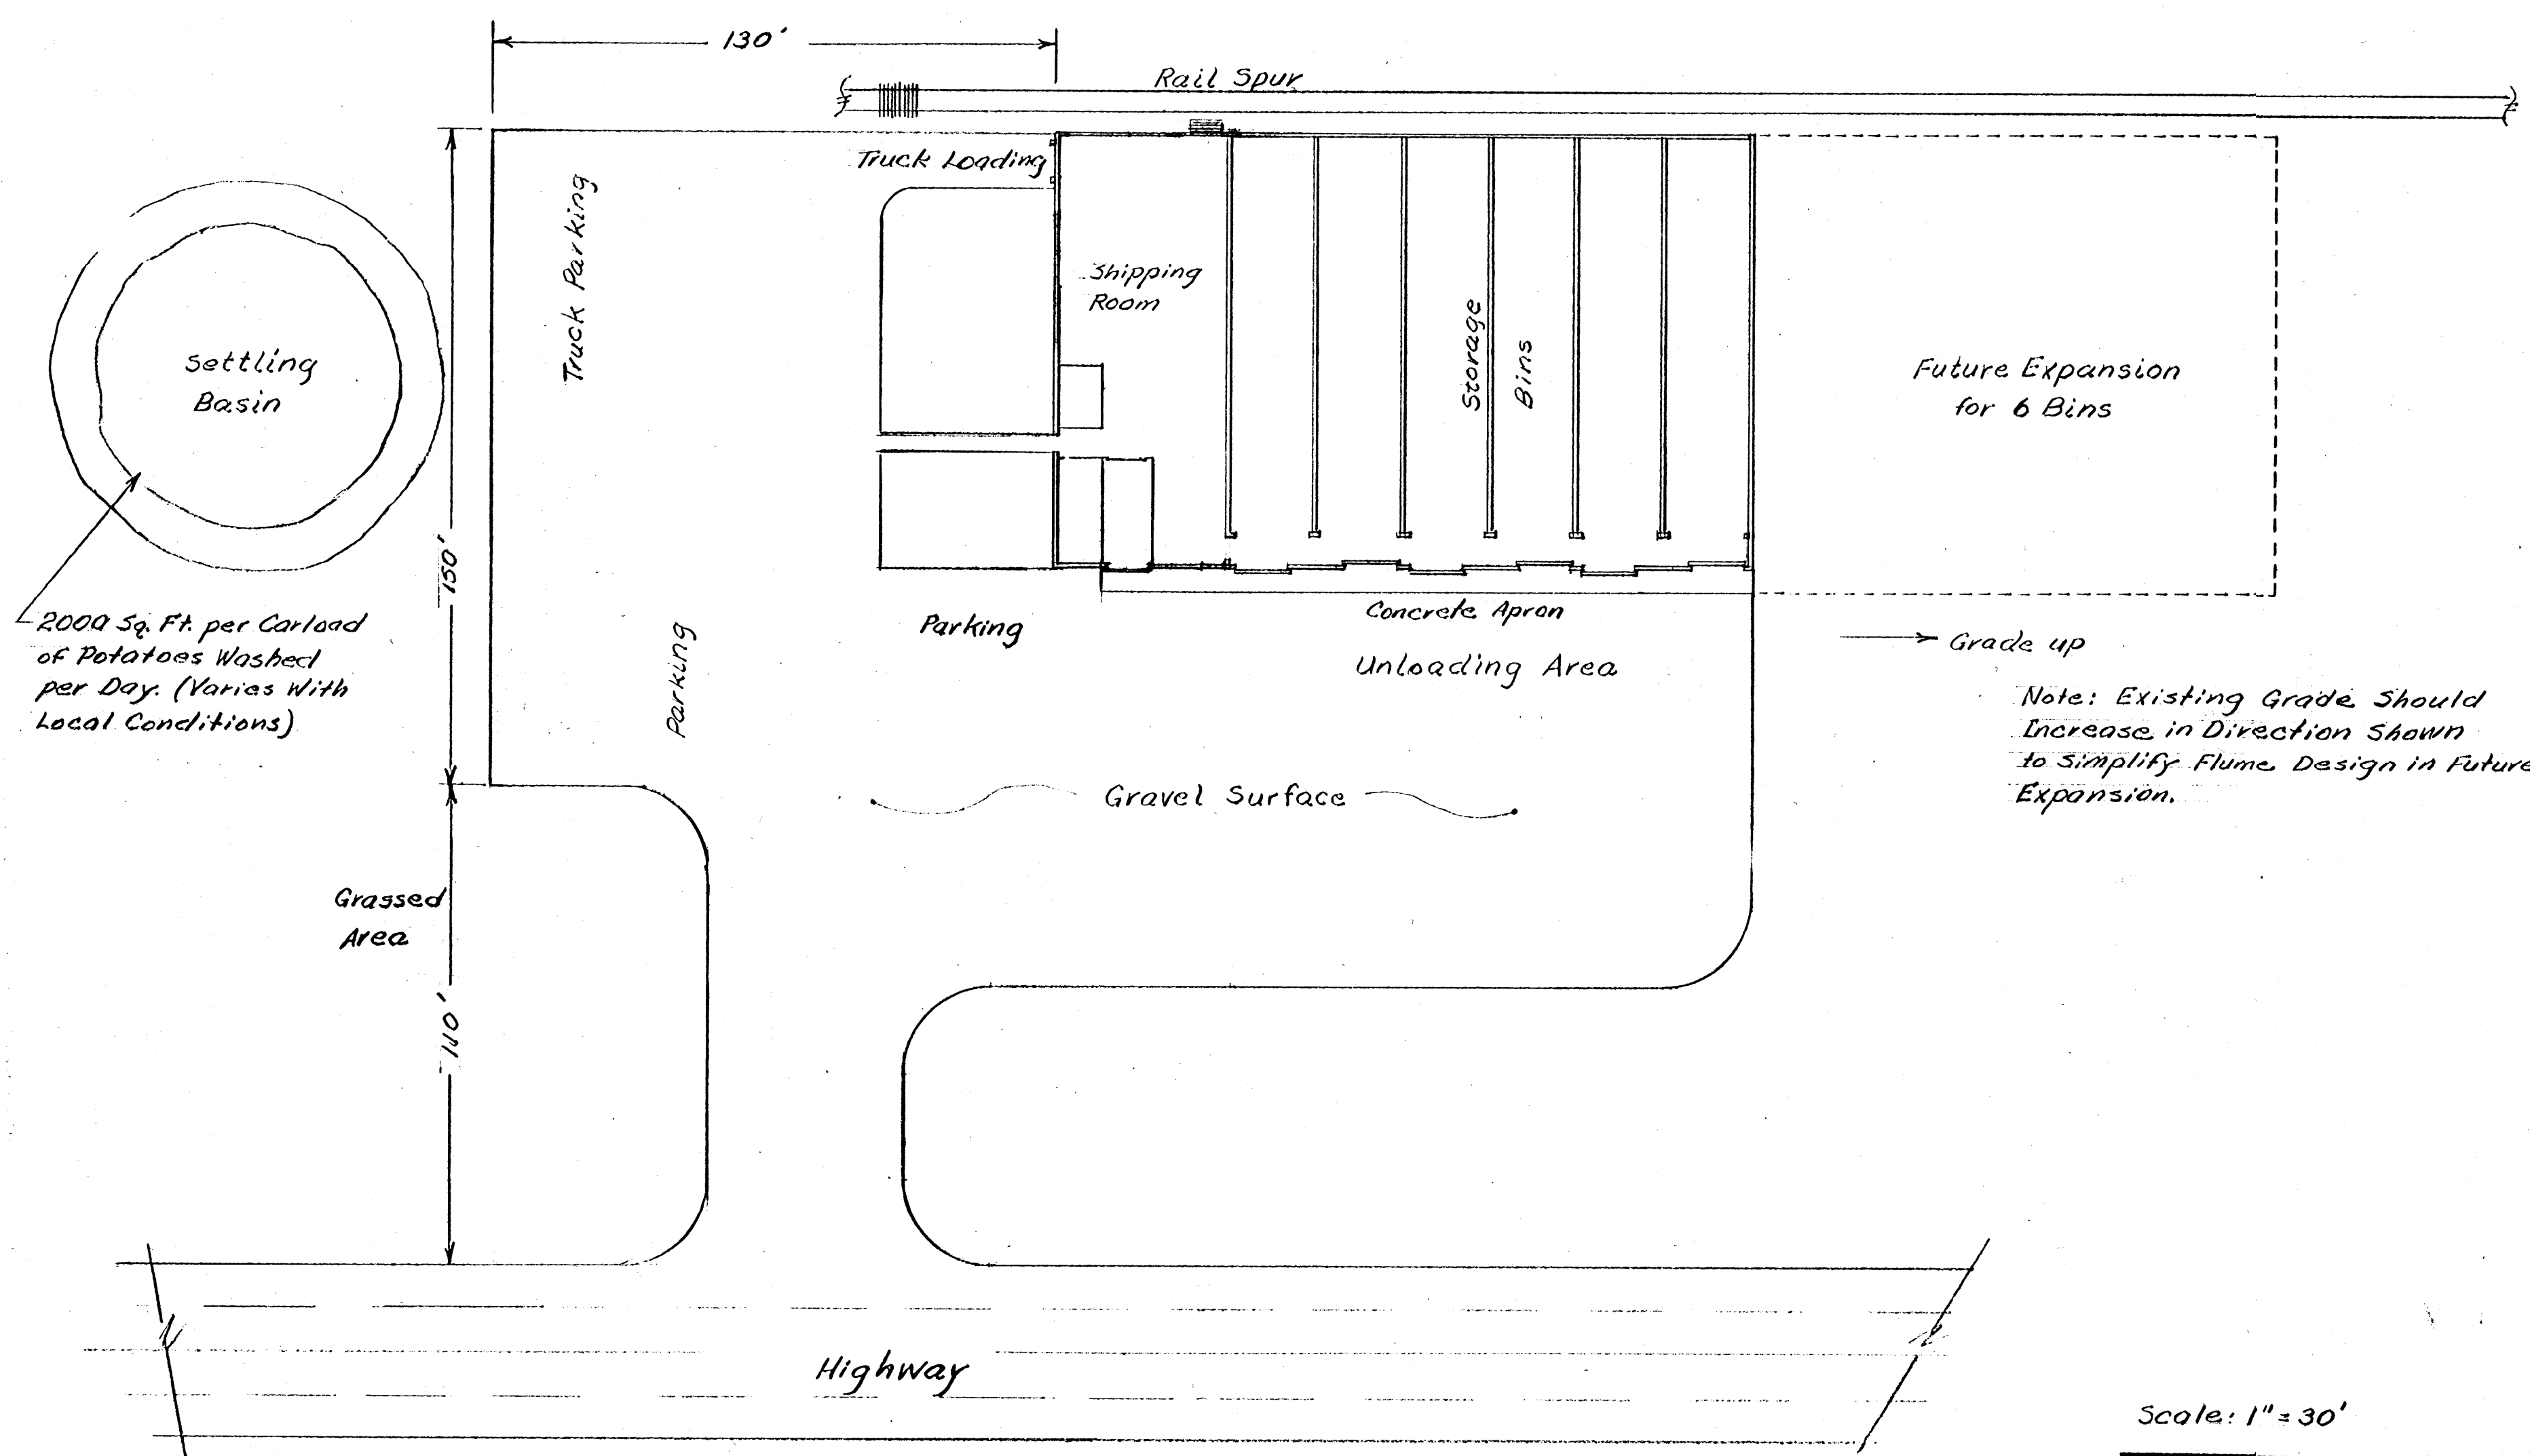 130'
Rail Spur
Truck Loading
Truck Parking
Shipping
Room
Storage
Bins
Settling
Basin
Future Expansion
for 6 Bins
150'
2000 Sq. Ft. per Carload
of Potatoes Washed
per Day. (Varies With
Local Conditions)
Parking
Parking
Concrete Apron
Unloading Area
Grade up
Note: Existing Grade Should
Increase in Direction Shown
to Simplify Flume Design in Future
Expansion.
Gravel Surface
Grassed
Area
110'
Highway
Scale: 1" = 30'